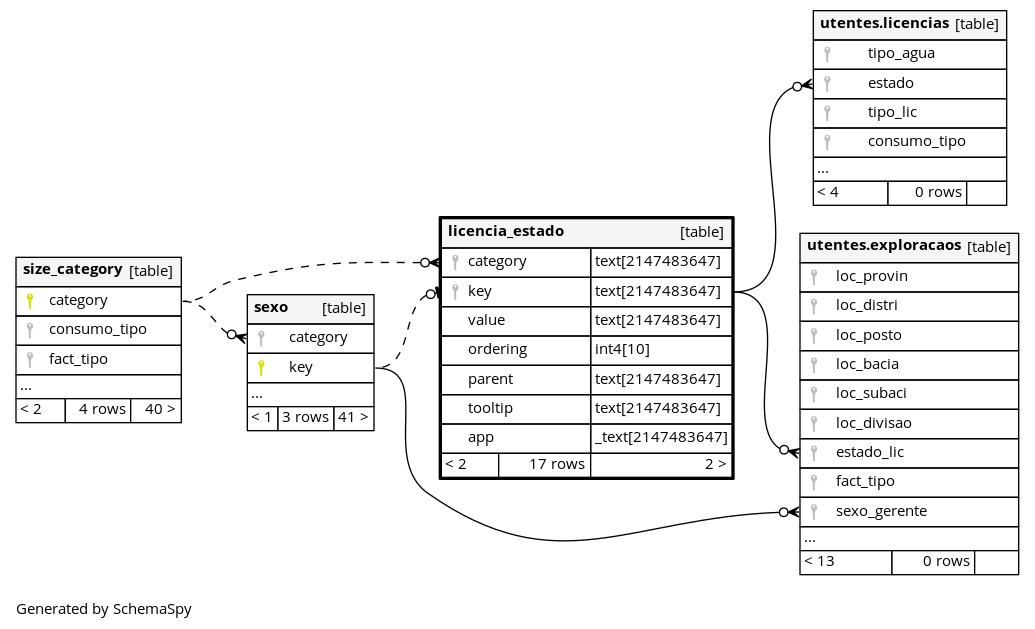 utentes.licencias [table]
tipo_agua
estado
tipo_lic
consumo_tipo
...
< 4 0 rows
licencia_estado [table]
category text[2147483647]
key text[2147483647]
value text[2147483647]
ordering int4[10]
parent text[2147483647]
tooltip text[2147483647]
app _text[2147483647]
< 2 17 rows 2 >
utentes.exploracaos [table]
loc_provin
loc_distri
loc_posto
loc_bacia
loc_subaci
loc_divisao
estado_lic
fact_tipo
sexo_gerente
...
< 13 0 rows
size_category [table]
category
consumo_tipo
fact_tipo
...
< 2 4 rows 40 >
sexo [table]
category
key
...
< 1 3 rows 41 >
Generated by SchemaSpy